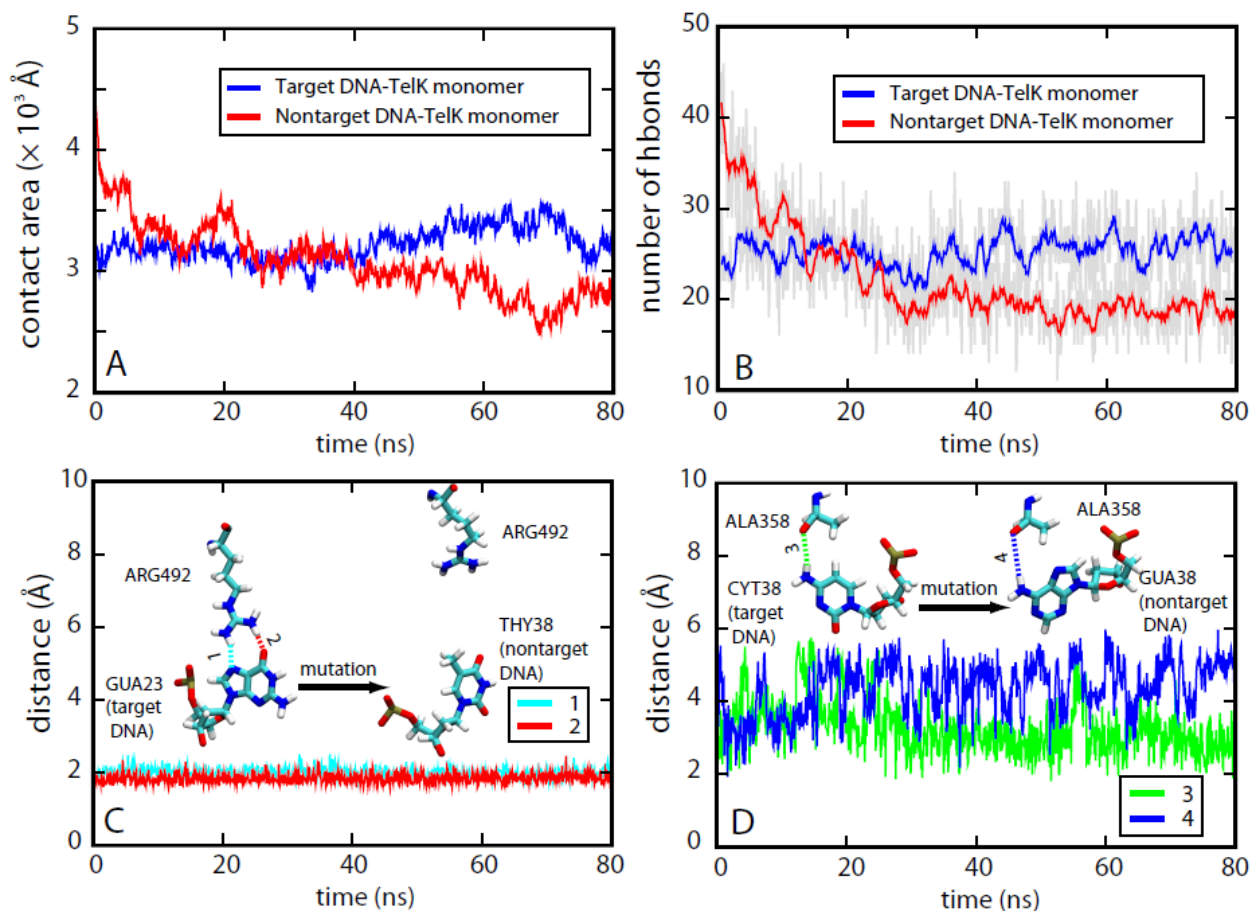 5
4
3
2
contact area (× 10³ Å)
Target DNA-TelK monomer
Nontarget DNA-TelK monomer
A
0
20
40
60
80
time (ns)
50
40
30
20
10
number of hbonds
Target DNA-TelK monomer
Nontarget DNA-TelK monomer
B
0
20
40
60
80
time (ns)
10
8
6
4
2
0
distance (Å)
ARG492
ARG492
1
2
GUA23
(target
DNA)
mutation
THY38
(nontarget
DNA)
1
2
C
0
20
40
60
80
time (ns)
10
8
6
4
2
0
distance (Å)
ALA358
ALA358
3
4
CYT38
(target
DNA)
mutation
GUA38
(nontarget
DNA)
3
4
D
0
20
40
60
80
time (ns)